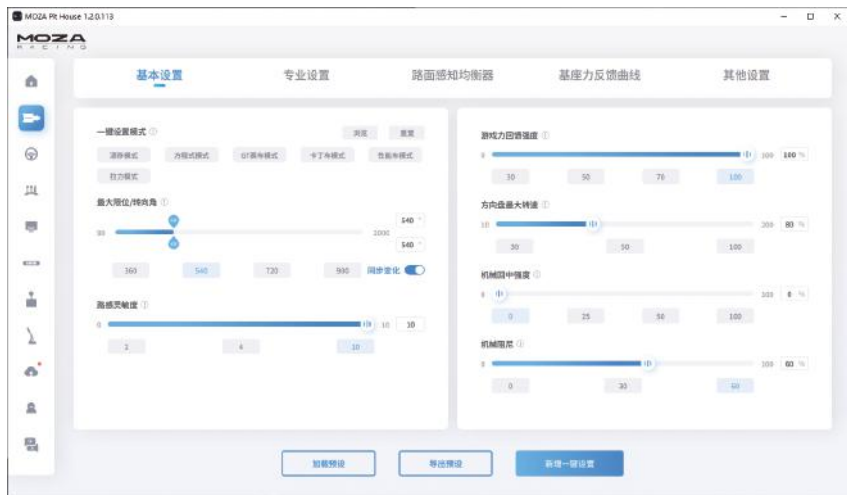 MOZA Pit House 1.2.0.113
MOZA
RACING
基本设置 专业设置 路面感知均衡器 基座力反馈曲线 其他设置
一键设置模式 浏览 重置
漂移模式 方程式模式 GT赛车模式 卡丁车模式 性能车模式
拉力模式
最大限位/转向角
540 °
90 2000
540 °
360 540 720 900 同步变化
路感灵敏度
0 10 10
10
游戏力回馈强度
0 100 100 %
30 50 70 100
方向盘最大转速
10 200 80 %
30 50 100
机械回中强度
0 100 0 %
0 25 50 100
机械阻尼
0 100 60 %
0 30 60
加载预设 导出预设 新增一键设置